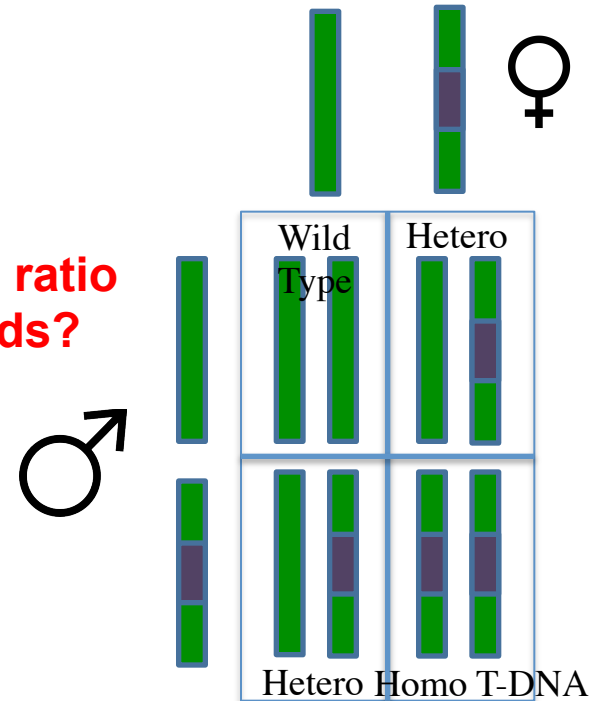 Wild
Type
Hetero
ratio
ds?
Hetero
Homo T-DNA